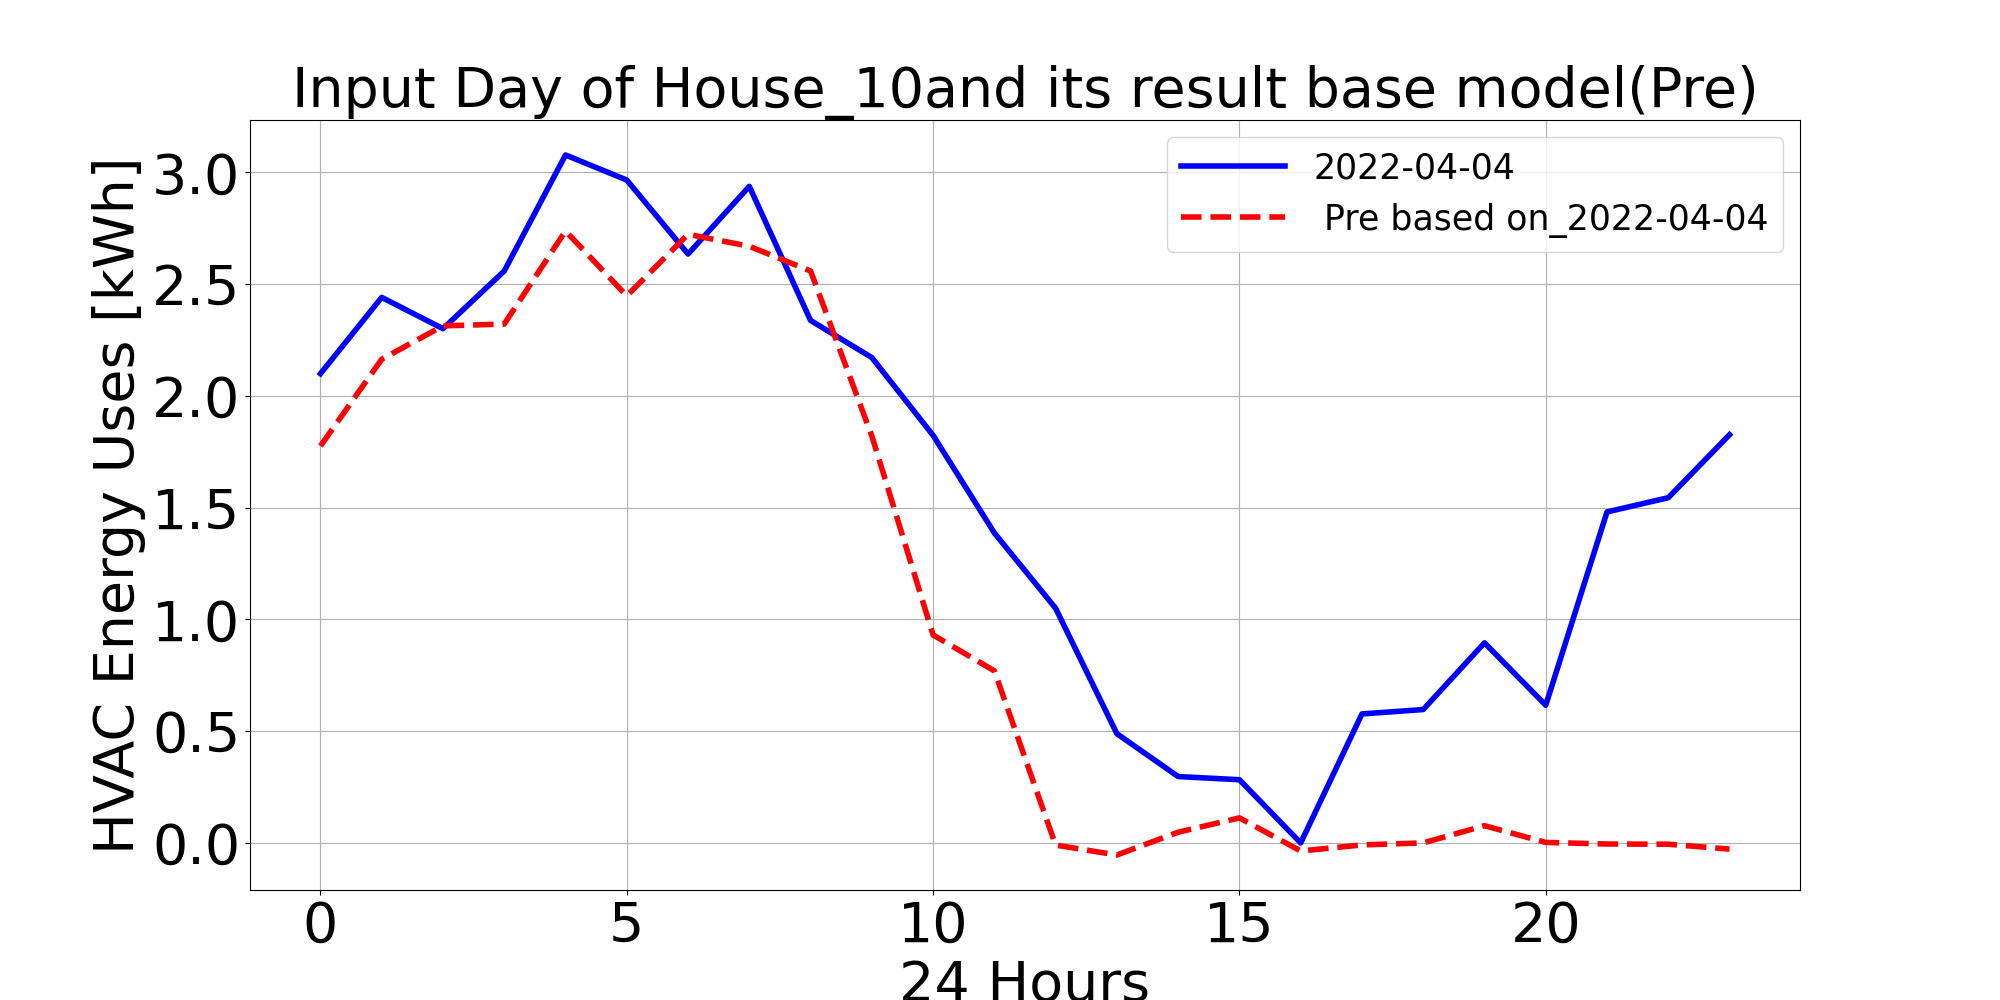 Input Day of House_10and its result base model(Pre)
2022-04-04
Pre based on_2022-04-04
HVAC Energy Uses [kWh]
3.0
2.5
2.0
1.5
1.0
0.5
0.0
0 5 10 15 20
24 Hours